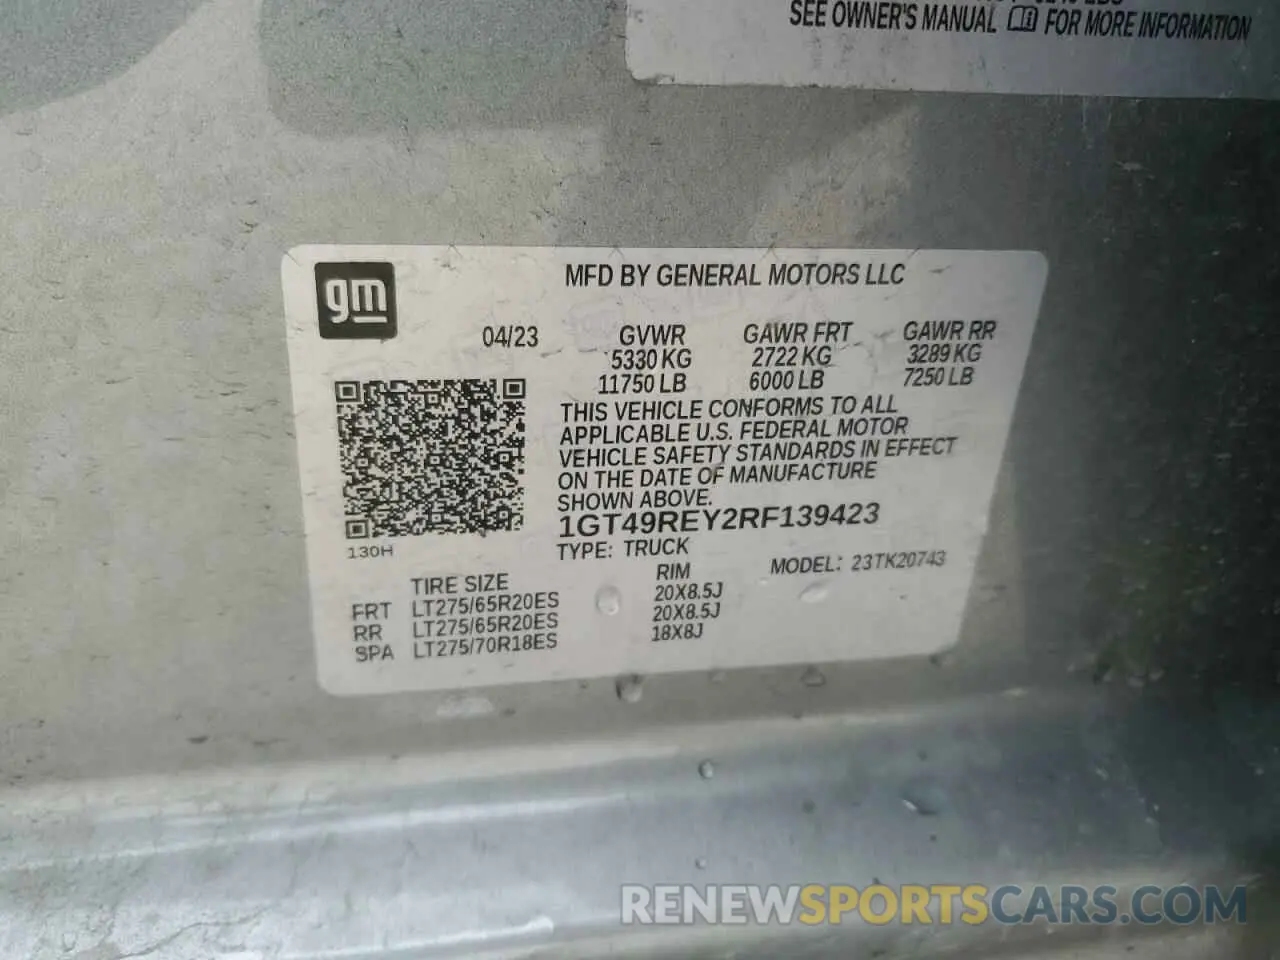 SEE OWNER'S MANUAL FOR MORE INFORMATION
gm
MFD BY GENERAL MOTORS LLC
04/23 GVWR GAWR FRT GAWR RR
5330 KG 2722 KG 3289 KG
11750 LB 6000 LB 7250 LB
THIS VEHICLE CONFORMS TO ALL
APPLICABLE U.S. FEDERAL MOTOR
VEHICLE SAFETY STANDARDS IN EFFECT
ON THE DATE OF MANUFACTURE
SHOWN ABOVE.
1GT49REY2RF139423
130H
TYPE: TRUCK
MODEL: 23TK20743
TIRE SIZE RIM
FRT LT275/65R20ES 20X8.5J
RR LT275/65R20ES 20X8.5J
SPA LT275/70R18ES 18X8J
RENEWSPORTSCARS.COM